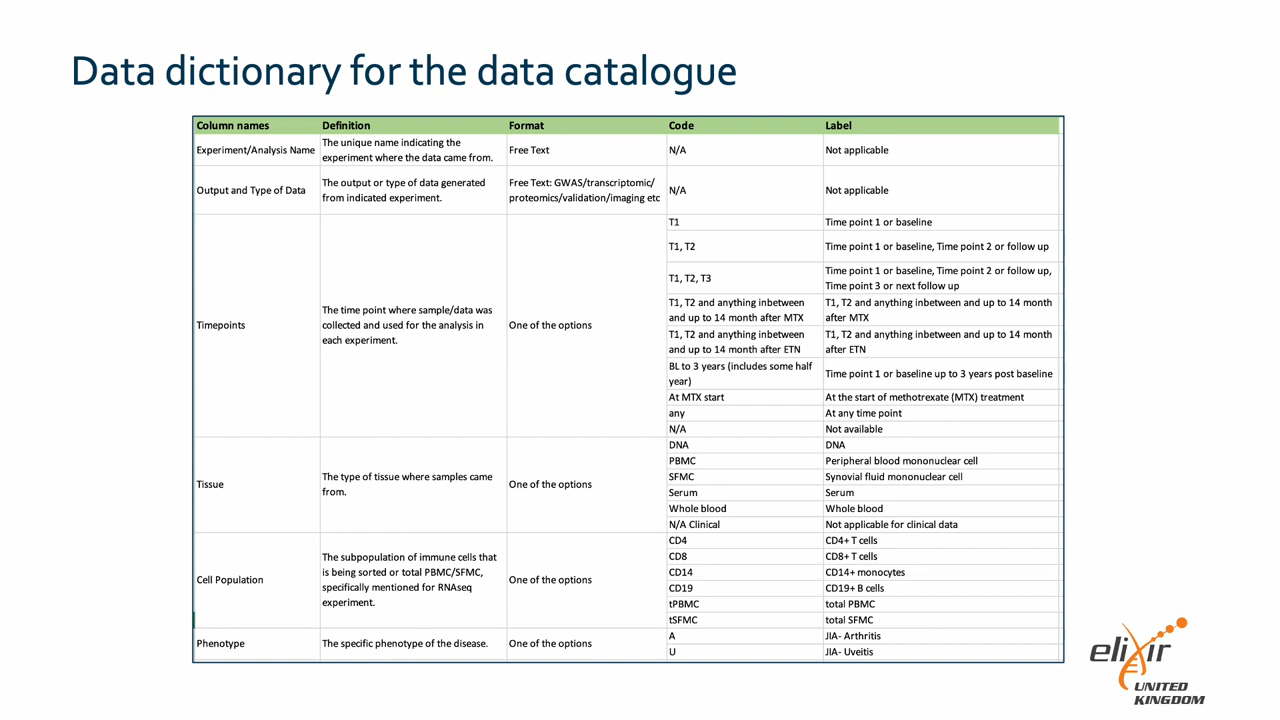 Data dictionary for the data catalogue
Column names Definition Format Code Label
Experiment/Analysis Name The unique name indicating the experiment where the data came from. Free Text N/A Not applicable
Output and Type of Data The output or type of data generated from indicated experiment. Free Text: GWAS/transcriptomic/ proteomics/validation/imaging etc N/A Not applicable
Timepoints The time point where sample/data was collected and used for the analysis in each experiment. One of the options
T1 Time point 1 or baseline
T1, T2 Time point 1 or baseline, Time point 2 or follow up
T1, T2, T3 Time point 1 or baseline, Time point 2 or follow up, Time point 3 or next follow up
T1, T2 and anything inbetween and up to 14 month after MTX T1, T2 and anything inbetween and up to 14 month after MTX
T1, T2 and anything inbetween and up to 14 month after ETN T1, T2 and anything inbetween and up to 14 month after ETN
BL to 3 years (includes some half year) Time point 1 or baseline up to 3 years post baseline
At MTX start At the start of methotrexate (MTX) treatment
any At any time point
N/A Not available
Tissue The type of tissue where samples came from. One of the options
DNA DNA
PBMC Peripheral blood mononuclear cell
SFMC Synovial fluid mononuclear cell
Serum Serum
Whole blood Whole blood
N/A Clinical Not applicable for clinical data
Cell Population The subpopulation of immune cells that is being sorted or total PBMC/SFMC, specifically mentioned for RNAseq experiment. One of the options
CD4 CD4+ T cells
CD8 CD8+ T cells
CD14 CD14+ monocytes
CD19 CD19+ B cells
tPBMC total PBMC
tSFMC total SFMC
Phenotype The specific phenotype of the disease. One of the options
A JIA- Arthritis
U JIA- Uveitis
elixir
UNITED
KINGDOM